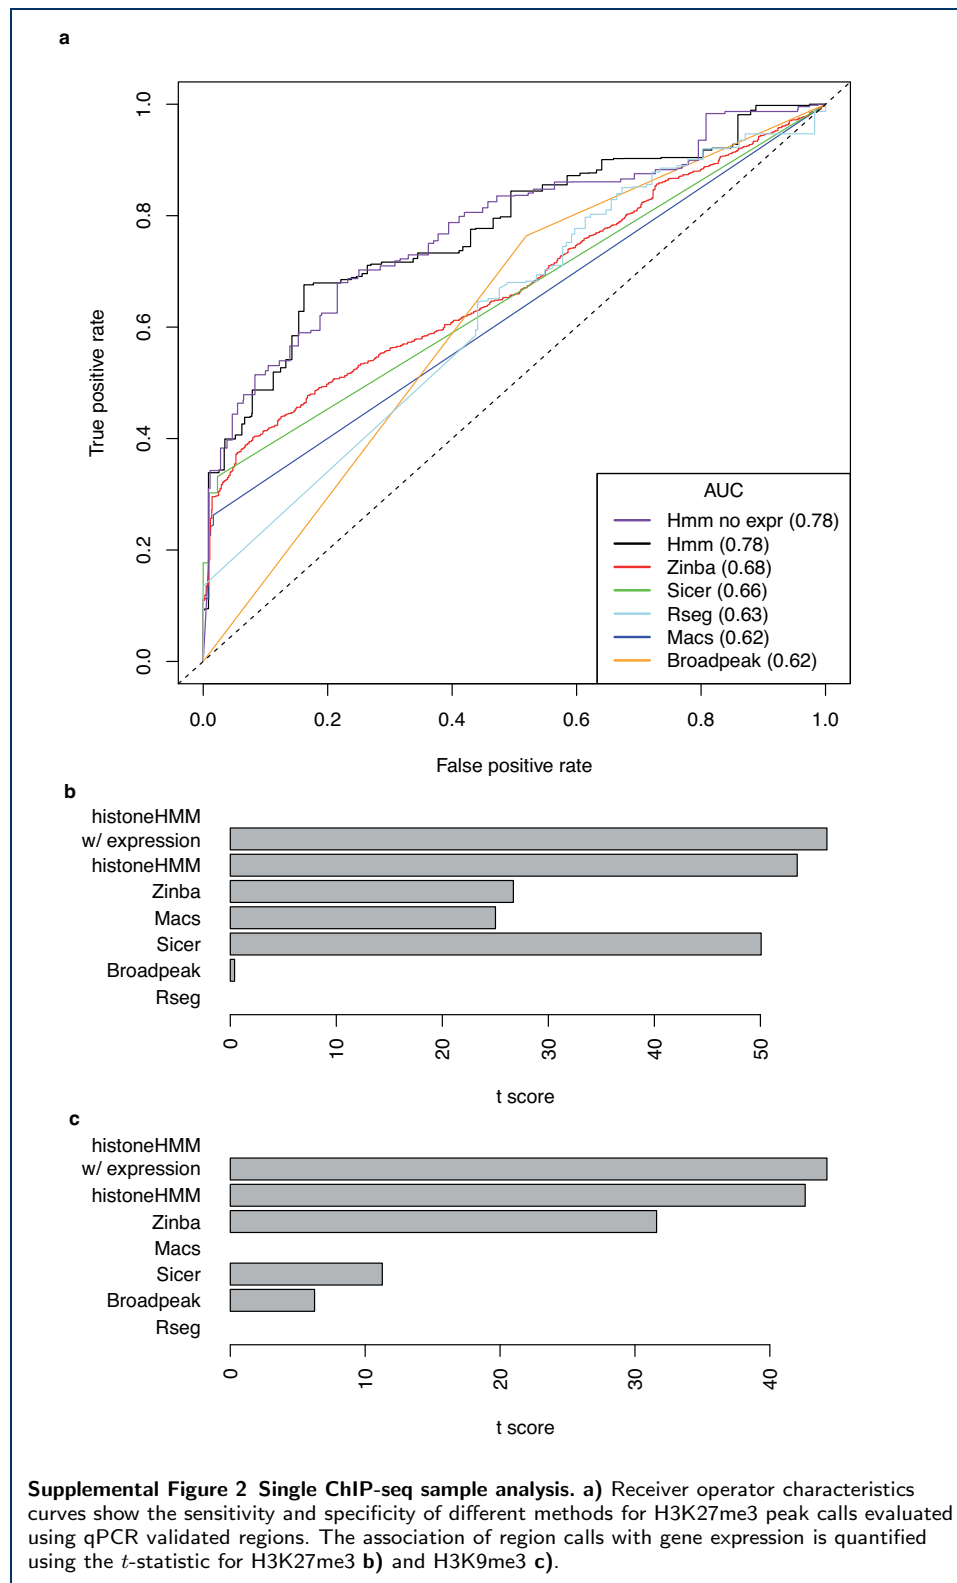 a
True positive rate
1.0
0.8
0.6
0.4
0.2
0.0
AUC
Hmm no expr (0.78)
Hmm (0.78)
Zinba (0.68)
Sicer (0.66)
Rseg (0.63)
Macs (0.62)
Broadpeak (0.62)
0.0 0.2 0.4 0.6 0.8 1.0
False positive rate
b
histoneHMM
w/ expression
histoneHMM
Zinba
Macs
Sicer
Broadpeak
Rseg
0 10 20 30 40 50
t score
c
histoneHMM
w/ expression
histoneHMM
Zinba
Macs
Sicer
Broadpeak
Rseg
0 10 20 30 40
t score
Supplemental Figure 2 Single ChIP-seq sample analysis. a) Receiver operator characteristics
curves show the sensitivity and specificity of different methods for H3K27me3 peak calls evaluated
using qPCR validated regions. The association of region calls with gene expression is quantified
using the t-statistic for H3K27me3 b) and H3K9me3 c).